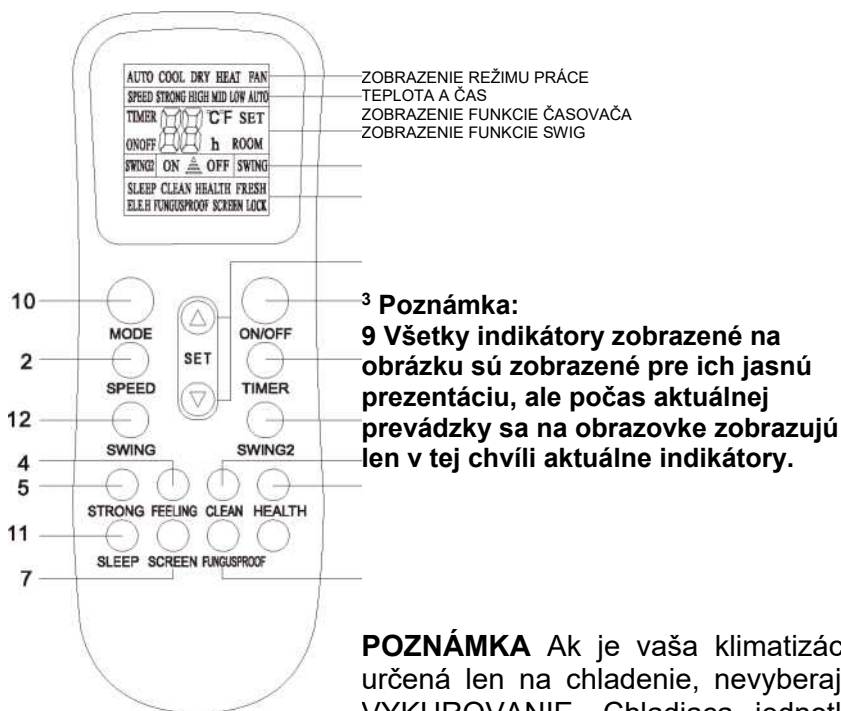 AUTO COOL DRY HEAT FAN
SPEED STRONG HIGH MID LOW AUTO
TIMER 88 °C°F SET
ONOFF h ROOM
SWING2 ON OFF SWING
SLEEP CLEAN HEALTH FRESH
ELE.H FUNGUSPROOF SCREEN LOCK
ZOBRAZENIE REŽIMU PRÁCE
TEPLOTA A ČAS
ZOBRAZENIE FUNKCIE ČASOVAČA
ZOBRAZENIE FUNKCIE SWIG
10
MODE
SET
ON/OFF
2
SPEED
TIMER
12
SWING
SWING2
4
5
STRONG FEELING CLEAN HEALTH
11
SLEEP SCREEN FUNGUSPROOF
7
3 Poznámka:
9 Všetky indikátory zobrazené na
obrázku sú zobrazené pre ich jasnú
prezentáciu, ale počas aktuálnej
prevádzky sa na obrazovke zobrazujú
len v tej chvíli aktuálne indikátory.
POZNÁMKA Ak je vaša klimatizác
určená len na chladenie, nevyberaj
VYKUROVANIE. Chladiaca jednotl